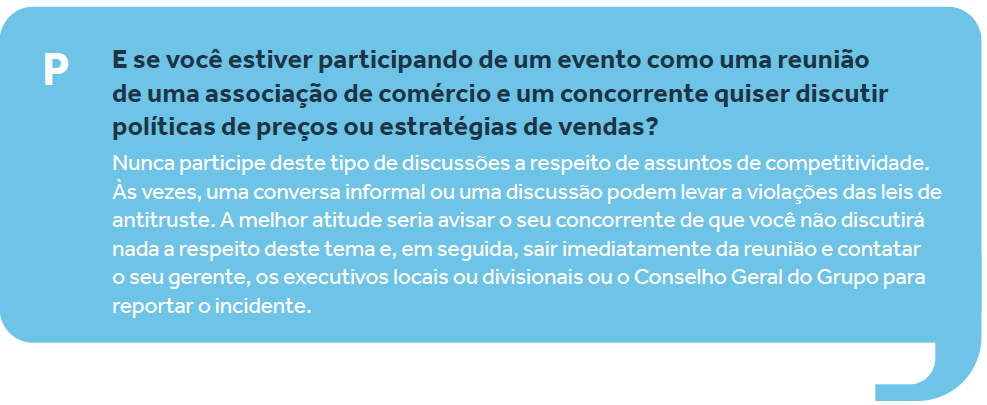 P
E se você estiver participando de um evento como uma reunião
de uma associação de comércio e um concorrente quiser discutir
políticas de preços ou estratégias de vendas?
Nunca participe deste tipo de discussões a respeito de assuntos de competitividade.
Às vezes, uma conversa informal ou uma discussão podem levar a violações das leis de
antitruste. A melhor atitude seria avisar o seu concorrente de que você não discutirá
nada a respeito deste tema e, em seguida, sair imediatamente da reunião e contatar
o seu gerente, os executivos locais ou divisionais ou o Conselho Geral do Grupo para
reportar o incidente.